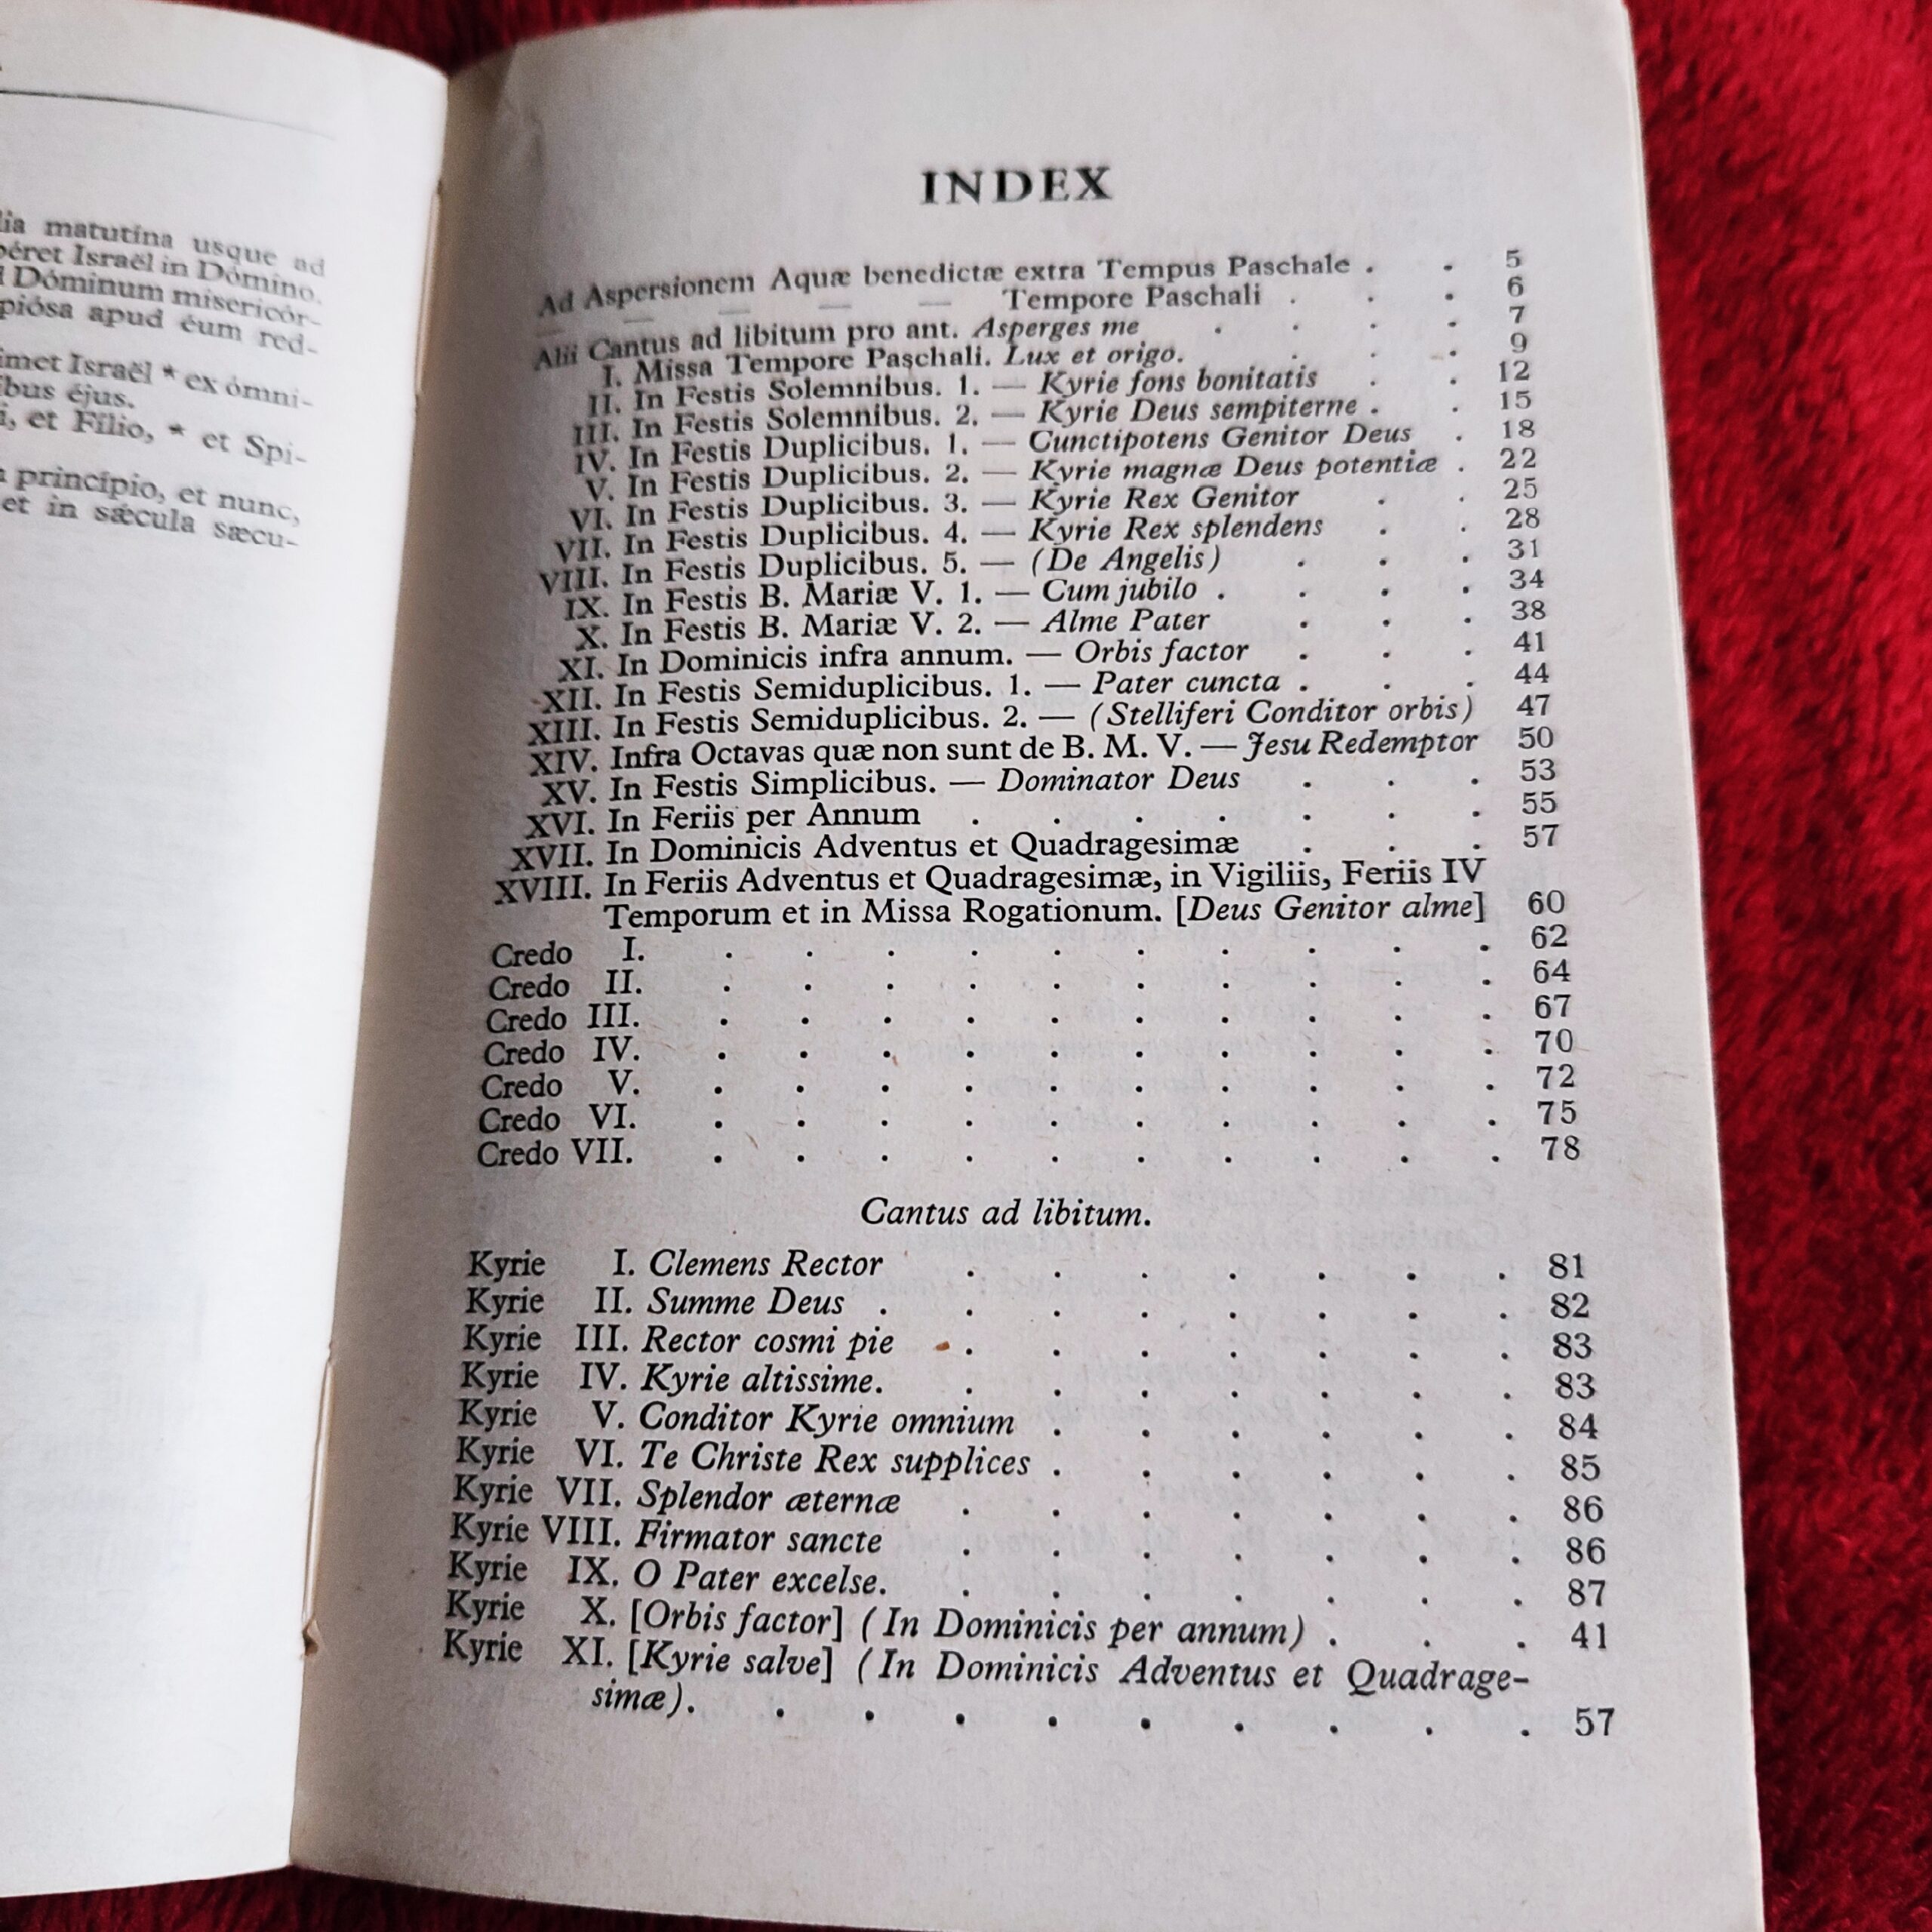 matutína usque ad
Israël in Dómino.
Dóminum misericór-
apud éum red-
Israël * ex ómni-
éjus.
et Fílio, * et Spi-
princípio, et nunc,
et in sǽcula sæcu-
INDEX
Ad Aspersionem Aquæ benedictæ extra Tempus Paschale . . 5
— — — — Tempore Paschali . . . 6
Alii Cantus ad libitum pro ant. Asperges me . . . . 7
I. Missa Tempore Paschali. Lux et origo. . . . 9
II. In Festis Solemnibus. 1. — Kyrie fons bonitatis . . 12
III. In Festis Solemnibus. 2. — Kyrie Deus sempiterne . . 15
IV. In Festis Duplicibus. 1. — Cunctipotens Genitor Deus . 18
V. In Festis Duplicibus. 2. — Kyrie magnæ Deus potentiæ . 22
VI. In Festis Duplicibus. 3. — Kyrie Rex Genitor . . 25
VII. In Festis Duplicibus. 4. — Kyrie Rex splendens . . 28
VIII. In Festis Duplicibus. 5. — (De Angelis) . . . 31
IX. In Festis B. Mariæ V. 1. — Cum jubilo . . . . 34
X. In Festis B. Mariæ V. 2. — Alme Pater . . . 38
XI. In Dominicis infra annum. — Orbis factor . . . 41
XII. In Festis Semiduplicibus. 1. — Pater cuncta . . . 44
XIII. In Festis Semiduplicibus. 2. — (Stelliferi Conditor orbis) 47
XIV. Infra Octavas quæ non sunt de B. M. V. — Jesu Redemptor 50
XV. In Festis Simplicibus. — Dominator Deus . . . 53
XVI. In Feriis per Annum . . . . . . . 55
XVII. In Dominicis Adventus et Quadragesimæ . . . 57
XVIII. In Feriis Adventus et Quadragesimæ, in Vigiliis, Feriis IV
Temporum et in Missa Rogationum. [Deus Genitor alme] 60
Credo I. . . . . . . . . . . 62
Credo II. . . . . . . . . . . 64
Credo III. . . . . . . . . . . 67
Credo IV. . . . . . . . . . . 70
Credo V. . . . . . . . . . . 72
Credo VI. . . . . . . . . . . 75
Credo VII. . . . . . . . . . . 78
Cantus ad libitum.
Kyrie I. Clemens Rector . . . . . . . 81
Kyrie II. Summe Deus . . . . . . . . 82
Kyrie III. Rector cosmi pie . . . . . . . 83
Kyrie IV. Kyrie altissime. . . . . . . . 83
Kyrie V. Conditor Kyrie omnium . . . . . . 84
Kyrie VI. Te Christe Rex supplices . . . . . . 85
Kyrie VII. Splendor æternæ . . . . . . . 86
Kyrie VIII. Firmator sancte . . . . . . . 86
Kyrie IX. O Pater excelse. . . . . . . . 87
Kyrie X. [Orbis factor] (In Dominicis per annum) . . . 41
Kyrie XI. [Kyrie salve] (In Dominicis Adventus et Quadrage-
simæ). . . . . . . . . . 57